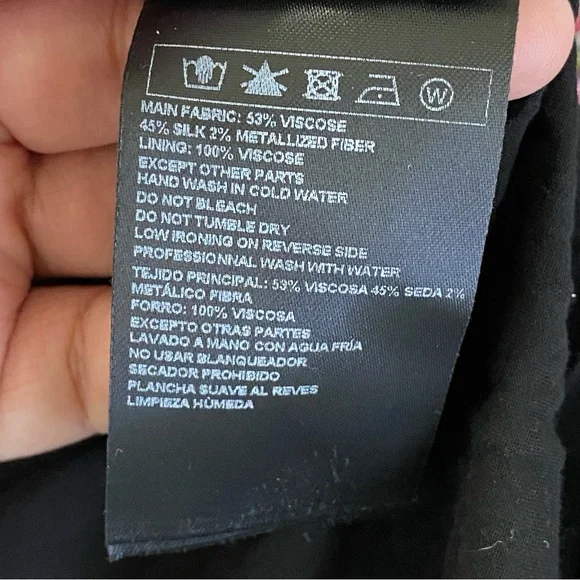 W
MAIN FABRIC: 53% VISCOSE
45% SILK 2% METALLIZED FIBER
LINING: 100% VISCOSE
EXCEPT OTHER PARTS
HAND WASH IN COLD WATER
DO NOT BLEACH
DO NOT TUMBLE DRY
LOW IRONING ON REVERSE SIDE
PROFESSIONNAL WASH WITH WATER
TEJIDO PRINCIPAL: 53% VISCOSA 45% SEDA 2%
METÁLICO FIBRA
FORRO: 100% VISCOSA
EXCEPTO OTRAS PARTES
LAVADO A MANO CON AGUA FRÍA
NO USAR BLANQUEADOR
SECADOR PROHIBIDO
PLANCHA SUAVE AL REVES
LIMPIEZA HÚMEDA